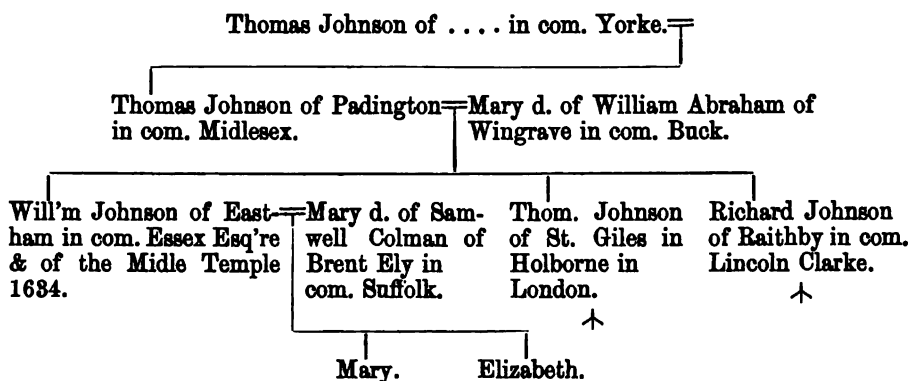 Thomas Johnson of .... in com. Yorke.
Thomas Johnson of Padington
in com. Midlesex.
Mary d. of William Abraham of
Wingrave in com. Buck.
Will'm Johnson of East-
ham in com. Essex Esq're
& of the Midle Temple
1634.
Mary d. of Sam-
well Colman of
Brent Ely in
com. Suffolk.
Thom. Johnson
of St. Giles in
Holborne in
London.
Richard Johnson
of Raithby in com.
Lincoln Clarke.
Mary.
Elizabeth.